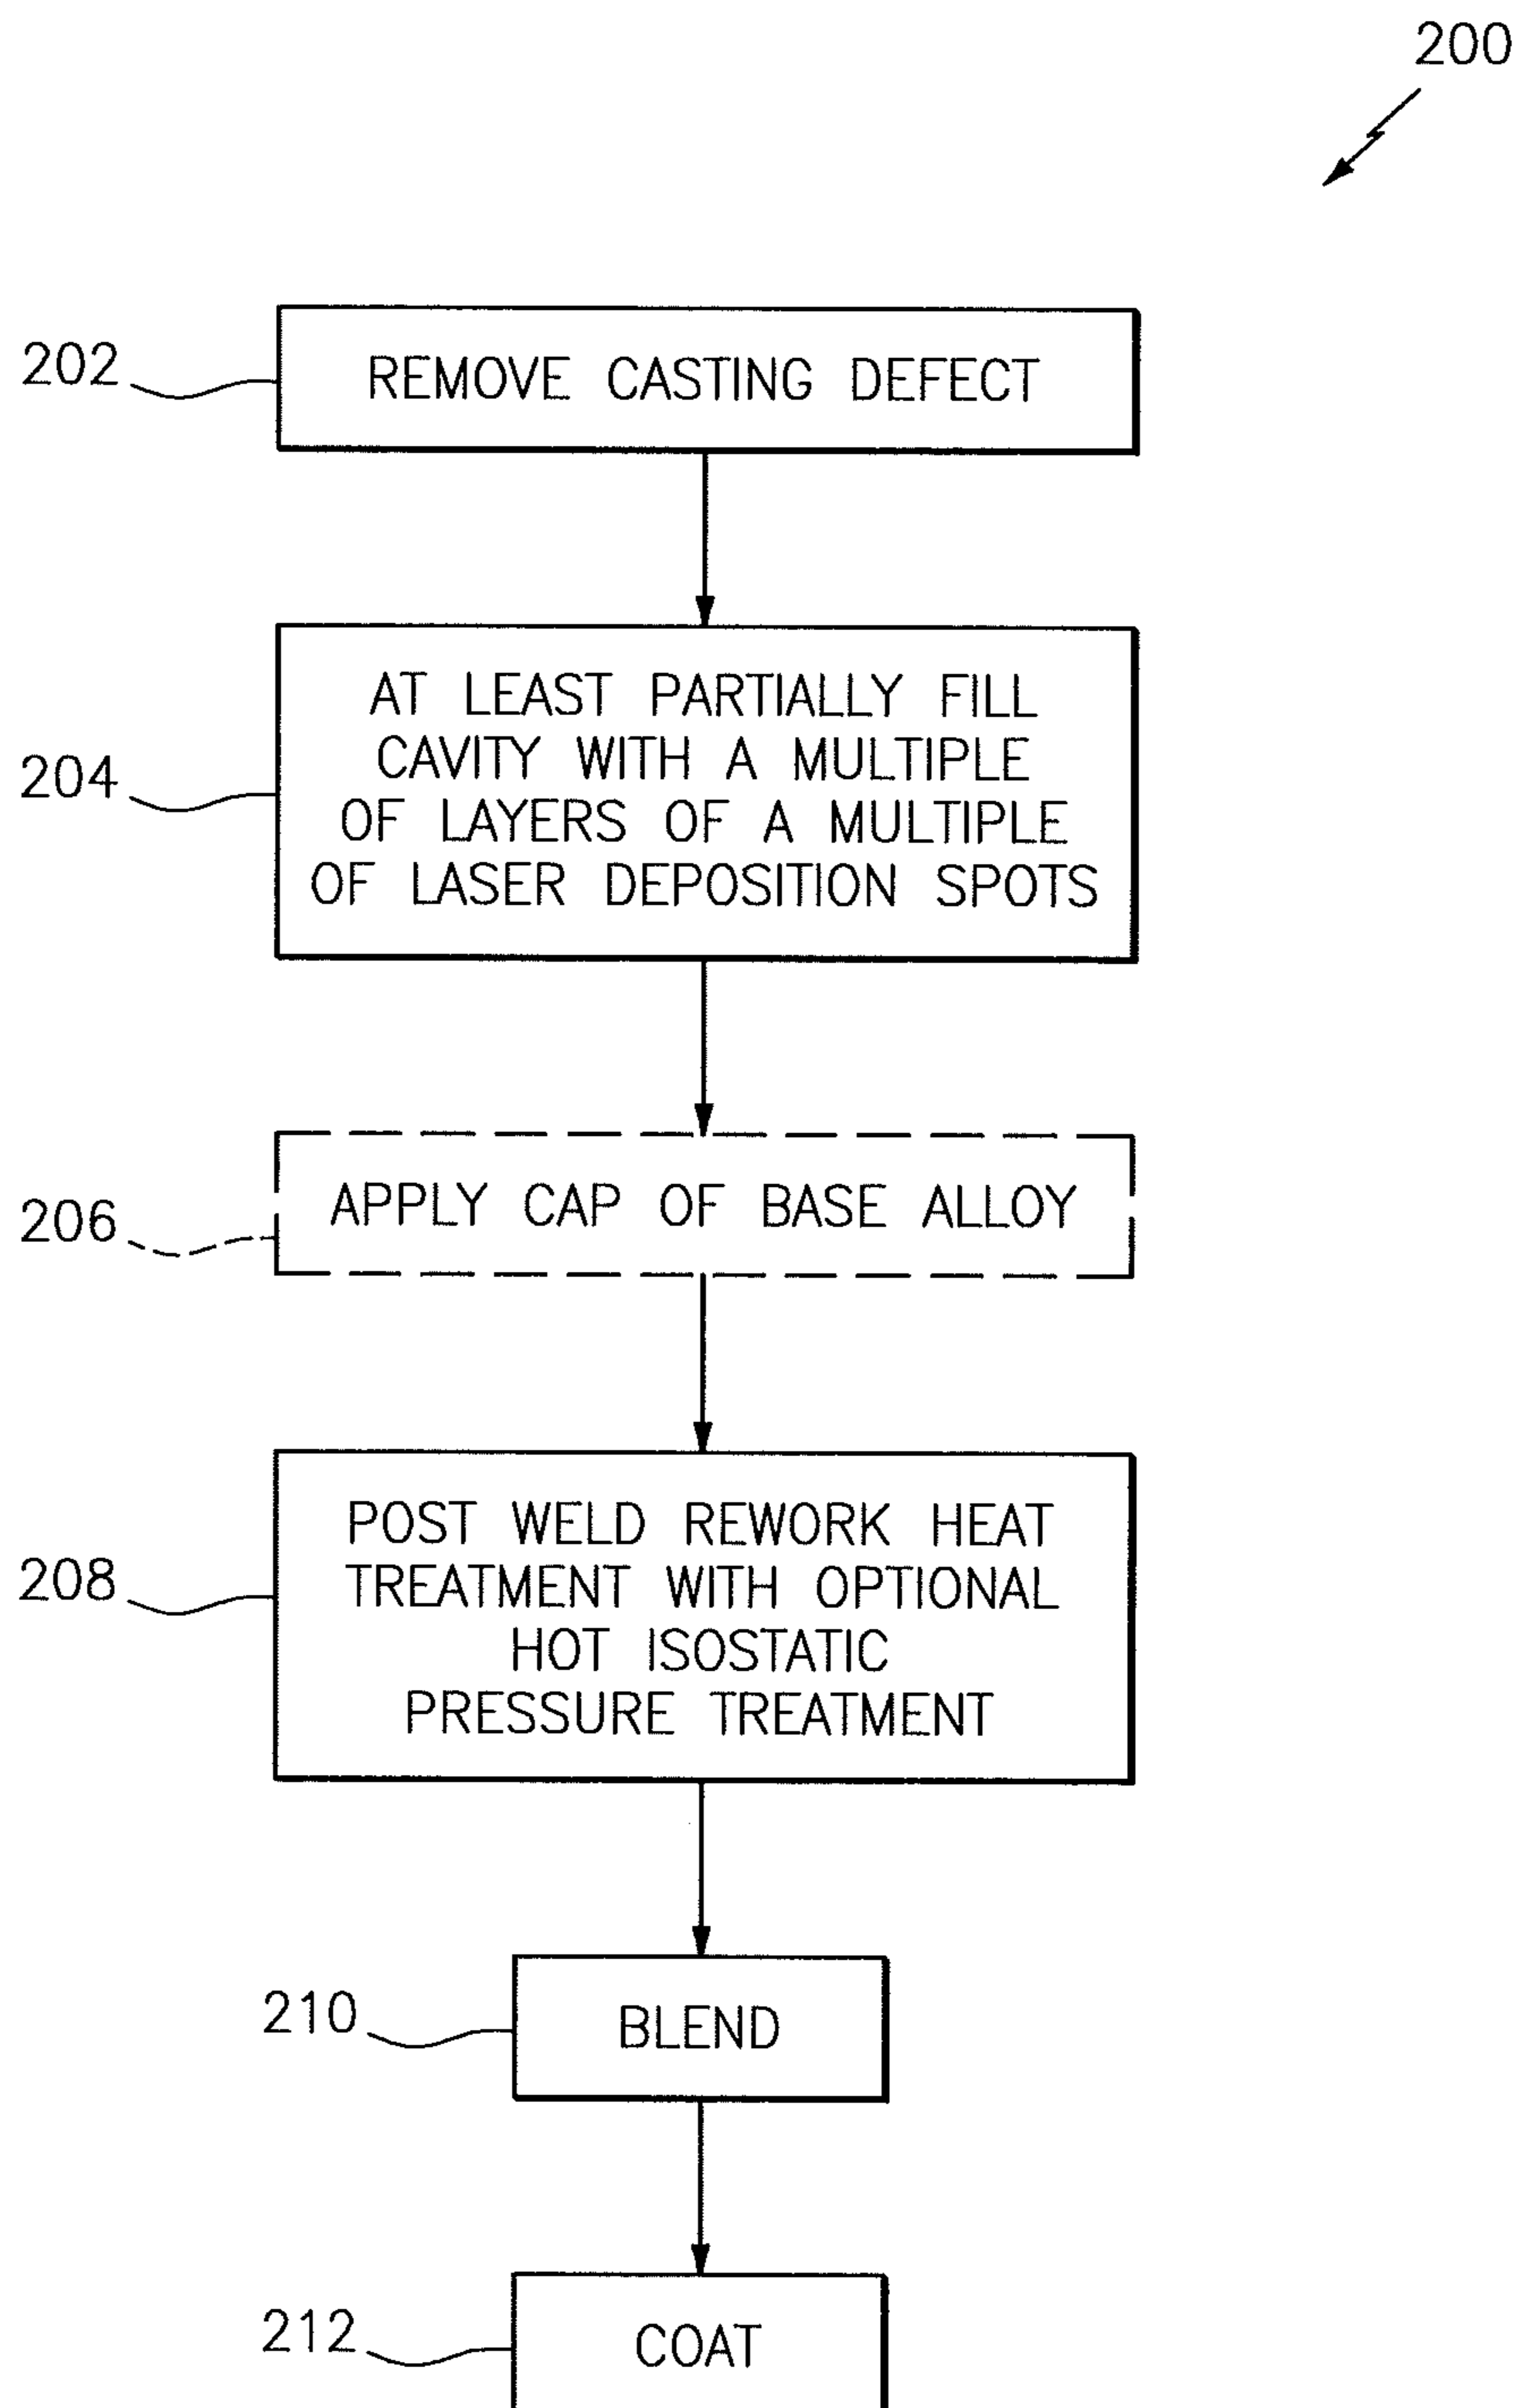 200
202
REMOVE CASTING DEFECT
204
AT LEAST PARTIALLY FILL
CAVITY WITH A MULTIPLE
OF LAYERS OF A MULTIPLE
OF LASER DEPOSITION SPOTS
206
APPLY CAP OF BASE ALLOY
208
POST WELD REWORK HEAT
TREATMENT WITH OPTIONAL
HOT ISOSTATIC
PRESSURE TREATMENT
210
BLEND
212
COAT